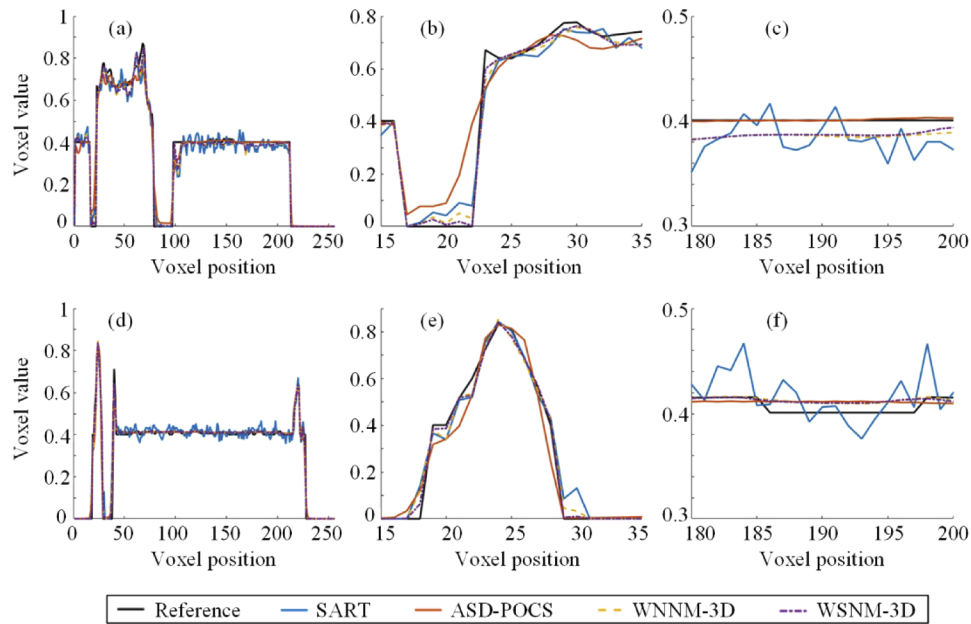 (a) (b) (c)
1 0.8 0.6 0.4 0.2 0
0.8 0.6 0.4 0.2 0
0.5 0.4 0.3
Voxel value
0 50 100 150 200 250
15 20 25 30 35
180 185 190 195 200
Voxel position Voxel position Voxel position
(d) (e) (f)
1 0.8 0.6 0.4 0.2 0
0.8 0.6 0.4 0.2 0
0.5 0.4 0.3
Voxel value
0 50 100 150 200 250
15 20 25 30 35
180 185 190 195 200
Voxel position Voxel position Voxel position
Reference SART ASD-POCS WNNM-3D WSNM-3D